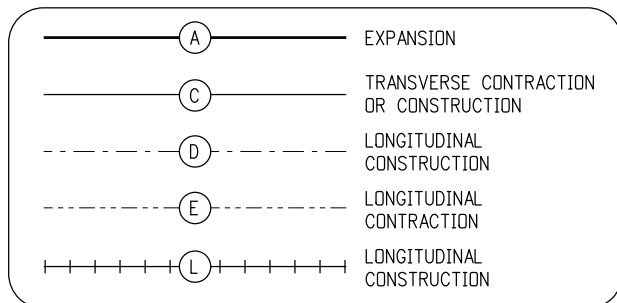 A EXPANSION
C TRANSVERSE CONTRACTION
OR CONSTRUCTION
D LONGITUDINAL
CONSTRUCTION
E LONGITUDINAL
CONTRACTION
L LONGITUDINAL
CONSTRUCTION